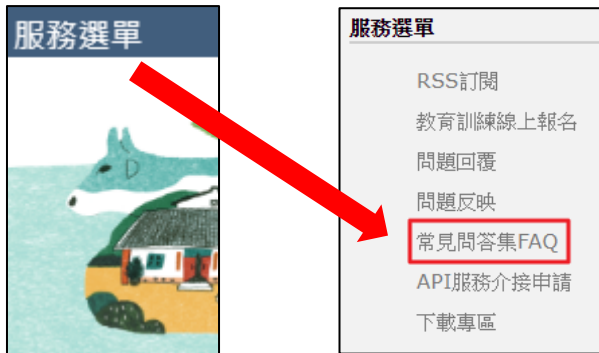 服務選單
服務選單
RSS訂閱
教育訓練線上報名
問題回覆
問題反映
常見問答集FAQ
API服務介接申請
下載專區